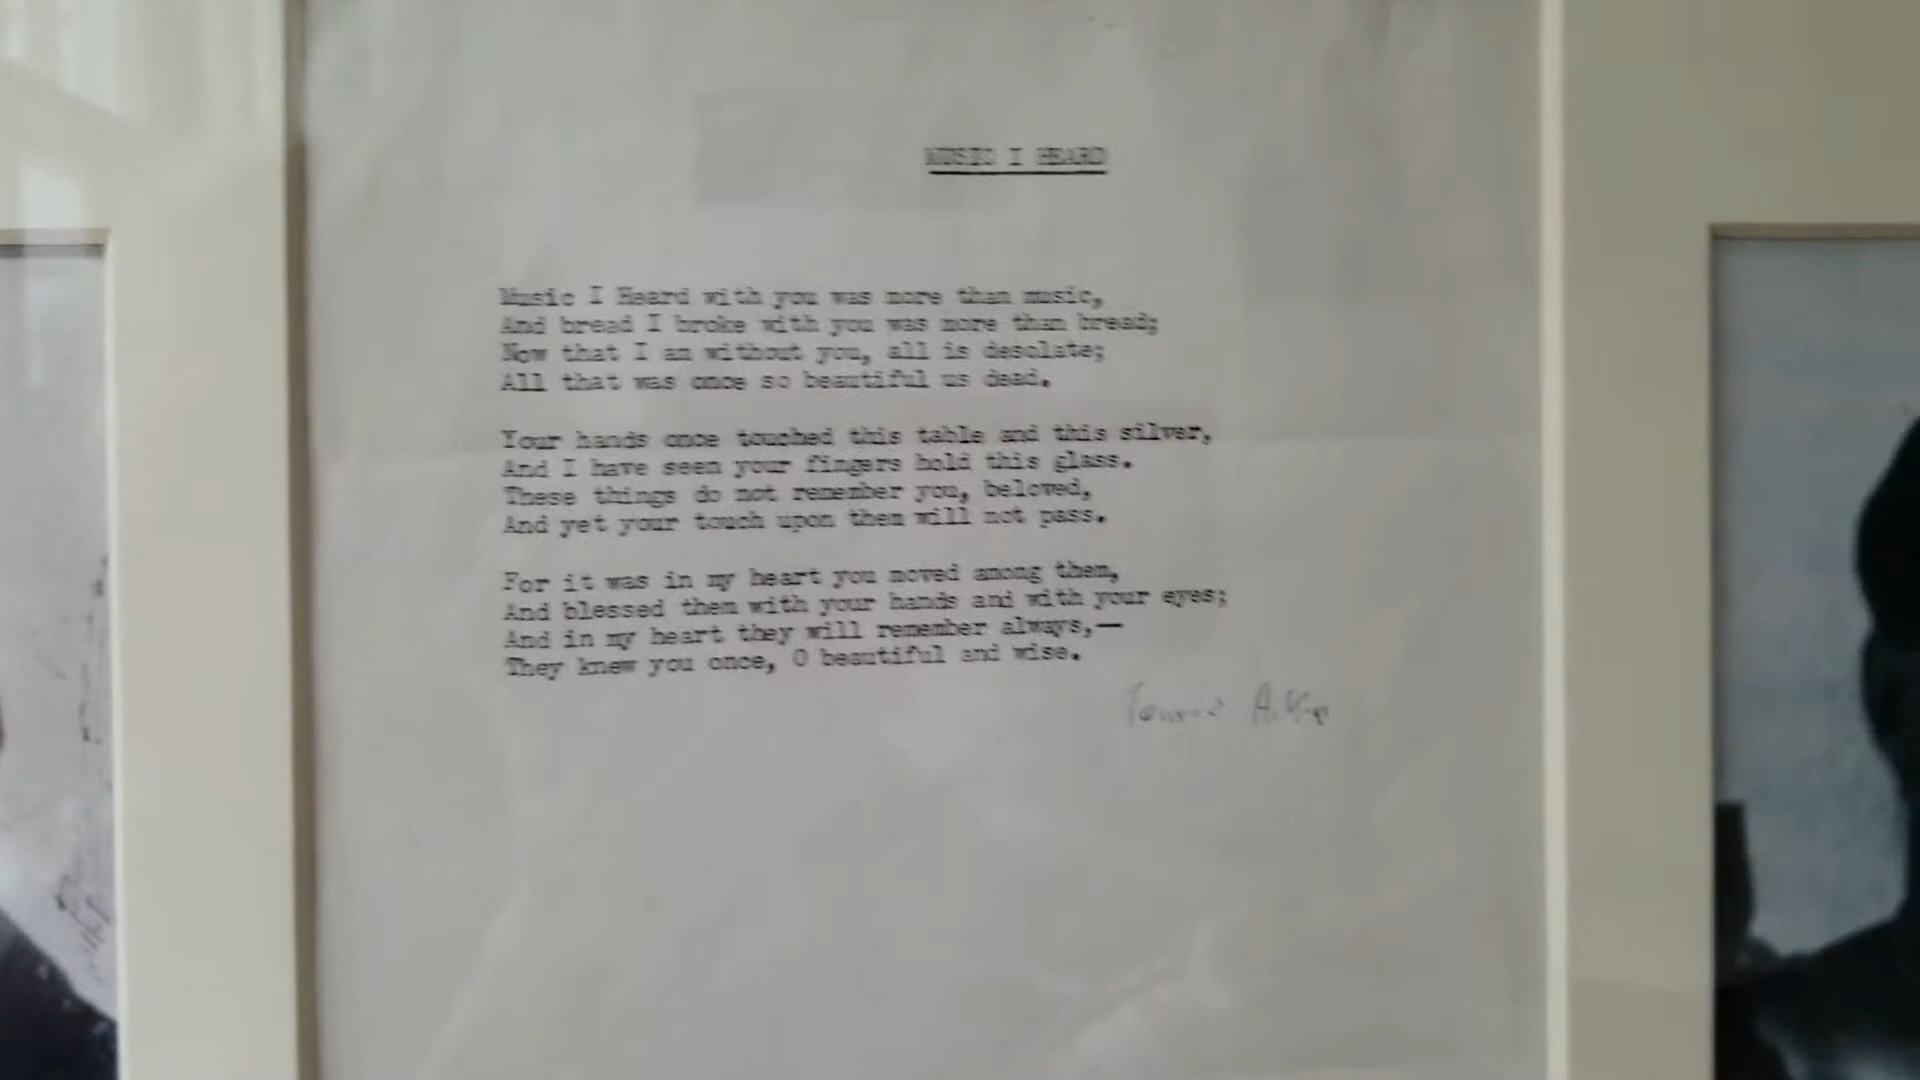 MUSIC I HEARD
Music I Heard with you was more than music,
And bread I broke with you was more than bread;
Now that I am without you, all is desolate;
All that was once so beautiful us dead.
Your hands once touched this table and this silver,
And I have seen your fingers hold this glass.
These things do not remember you, beloved,
And yet your touch upon them will not pass.
For it was in my heart you moved among them,
And blessed them with your hands and with your eyes;
And in my heart they will remember always,—
They knew you once, O beautiful and wise.
Conrad Aiken